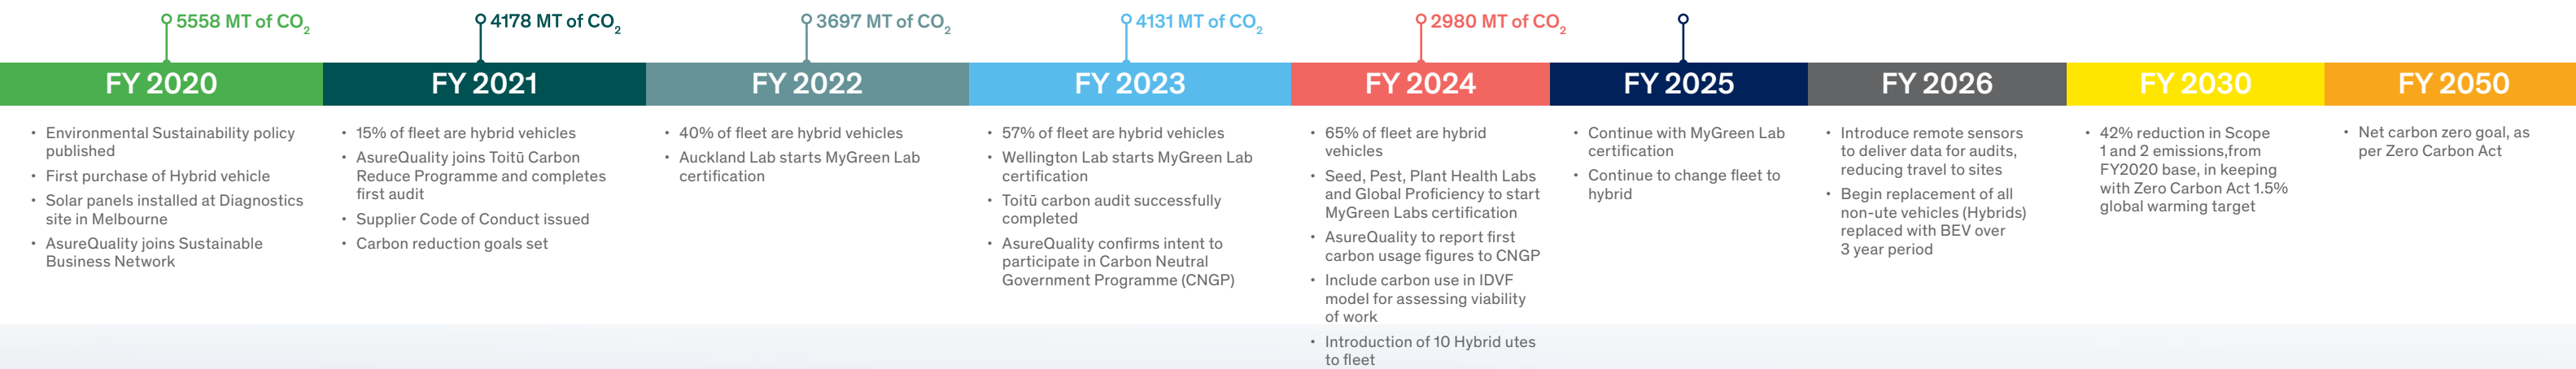 5558 MT of CO2
4178 MT of CO2
3697 MT of CO2
4131 MT of CO2
2980 MT of CO2
FY 2020
FY 2021
FY 2022
FY 2023
FY 2024
FY 2025
FY 2026
FY 2030
FY 2050
• Environmental Sustainability policy
published
• First purchase of Hybrid vehicle
• Solar panels installed at Diagnostics
site in Melbourne
• AsureQuality joins Sustainable
Business Network
• 15% of fleet are hybrid vehicles
• AsureQuality joins Toitū Carbon
Reduce Programme and completes
first audit
• Supplier Code of Conduct issued
• Carbon reduction goals set
• 40% of fleet are hybrid vehicles
• Auckland Lab starts MyGreen Lab
certification
• 57% of fleet are hybrid vehicles
• Wellington Lab starts MyGreen Lab
certification
• Toitū carbon audit successfully
completed
• AsureQuality confirms intent to
participate in Carbon Neutral
Government Programme (CNGP)
• 65% of fleet are hybrid
vehicles
• Seed, Pest, Plant Health Labs
and Global Proficiency to start
MyGreen Labs certification
• AsureQuality to report first
carbon usage figures to CNGP
• Include carbon use in IDVF
model for assessing viability
of work
• Introduction of 10 Hybrid utes
to fleet
• Continue with MyGreen Lab
certification
• Continue to change fleet to
hybrid
• Introduce remote sensors
to deliver data for audits,
reducing travel to sites
• Begin replacement of all
non-ute vehicles (Hybrids)
replaced with BEV over
3 year period
• 42% reduction in Scope
1 and 2 emissions,from
FY2020 base, in keeping
with Zero Carbon Act 1.5%
global warming target
• Net carbon zero goal, as
per Zero Carbon Act